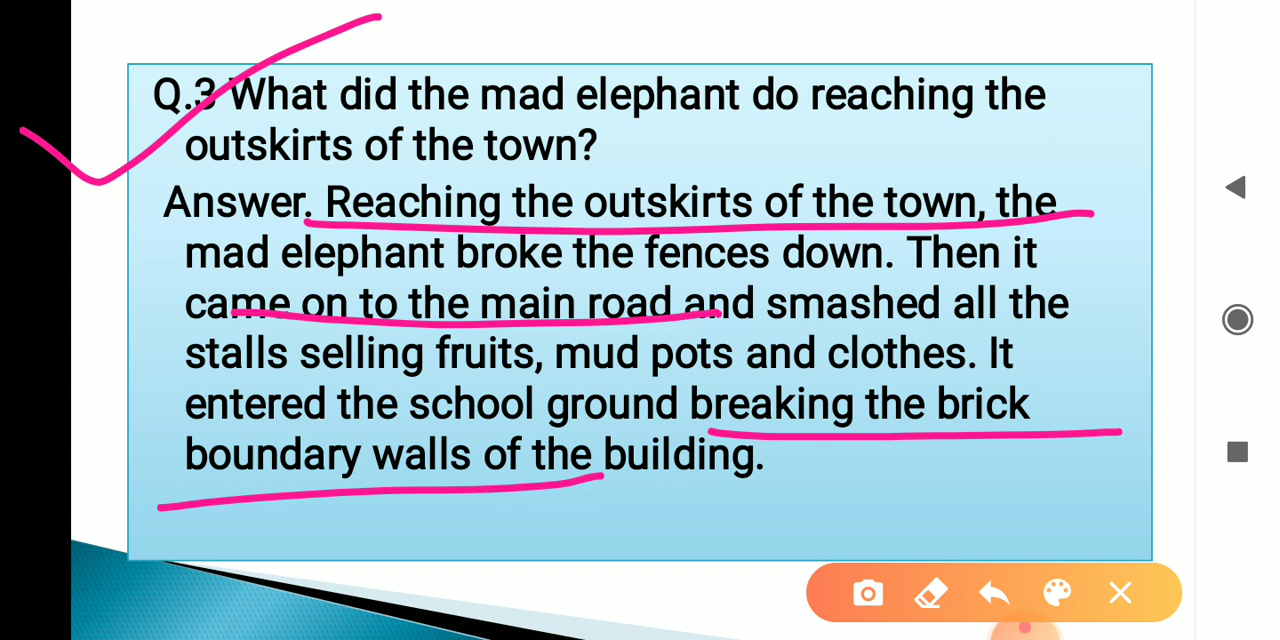 Q.3 What did the mad elephant do reaching the
outskirts of the town?
Answer. Reaching the outskirts of the town, the
mad elephant broke the fences down. Then it
came on to the main road and smashed all the
stalls selling fruits, mud pots and clothes. It
entered the school ground breaking the brick
boundary walls of the building.